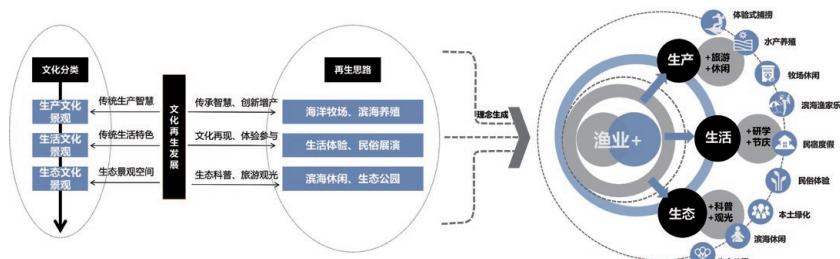 文化分类
生产文化
景观
生活文化
景观
生态文化
景观
传统生产智慧
传统生活特色
生态景观空间
文化再生发展
传承智慧、创新增产
文化再现、体验参与
生态科普、旅游观光
再生思路
海洋牧场、滨海养殖
生活体验、民俗展演
滨海休闲、生态公园
理念生成
渔业+
生产
+旅游
+休闲
生活
+研学
+节庆
生态
+科普
+观光
体验式捕捞
水产养殖
牧场休闲
滨海渔家乐
民宿度假
民俗体验
本土绿化
滨海休闲